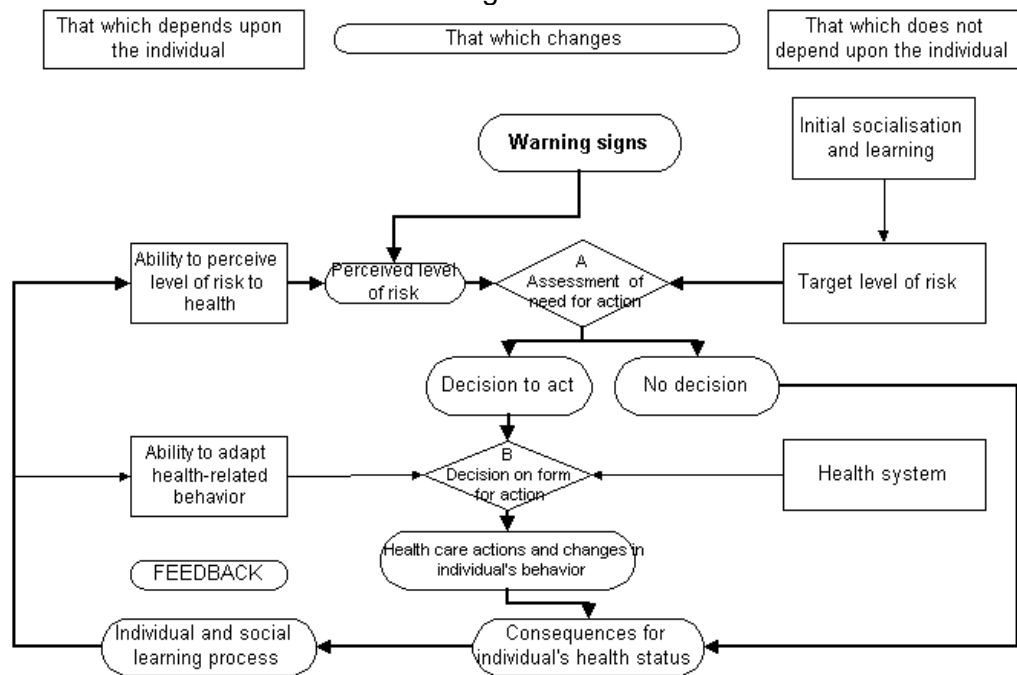 That which depends upon
the individual
That which changes
That which does not
depend upon the individual
Warning signs
Initial socialisation
and learning
Ability to perceive
level of risk to
health
Perceived level
of risk
A
Assessment of
need for action
Target level of risk
Decision to act
No decision
Ability to adapt
health-related
behavior
B
Decision on form
for action
Health system
Health care actions and changes in
individual's behavior
FEEDBACK
Individual and social
learning process
Consequences for
individual's health status